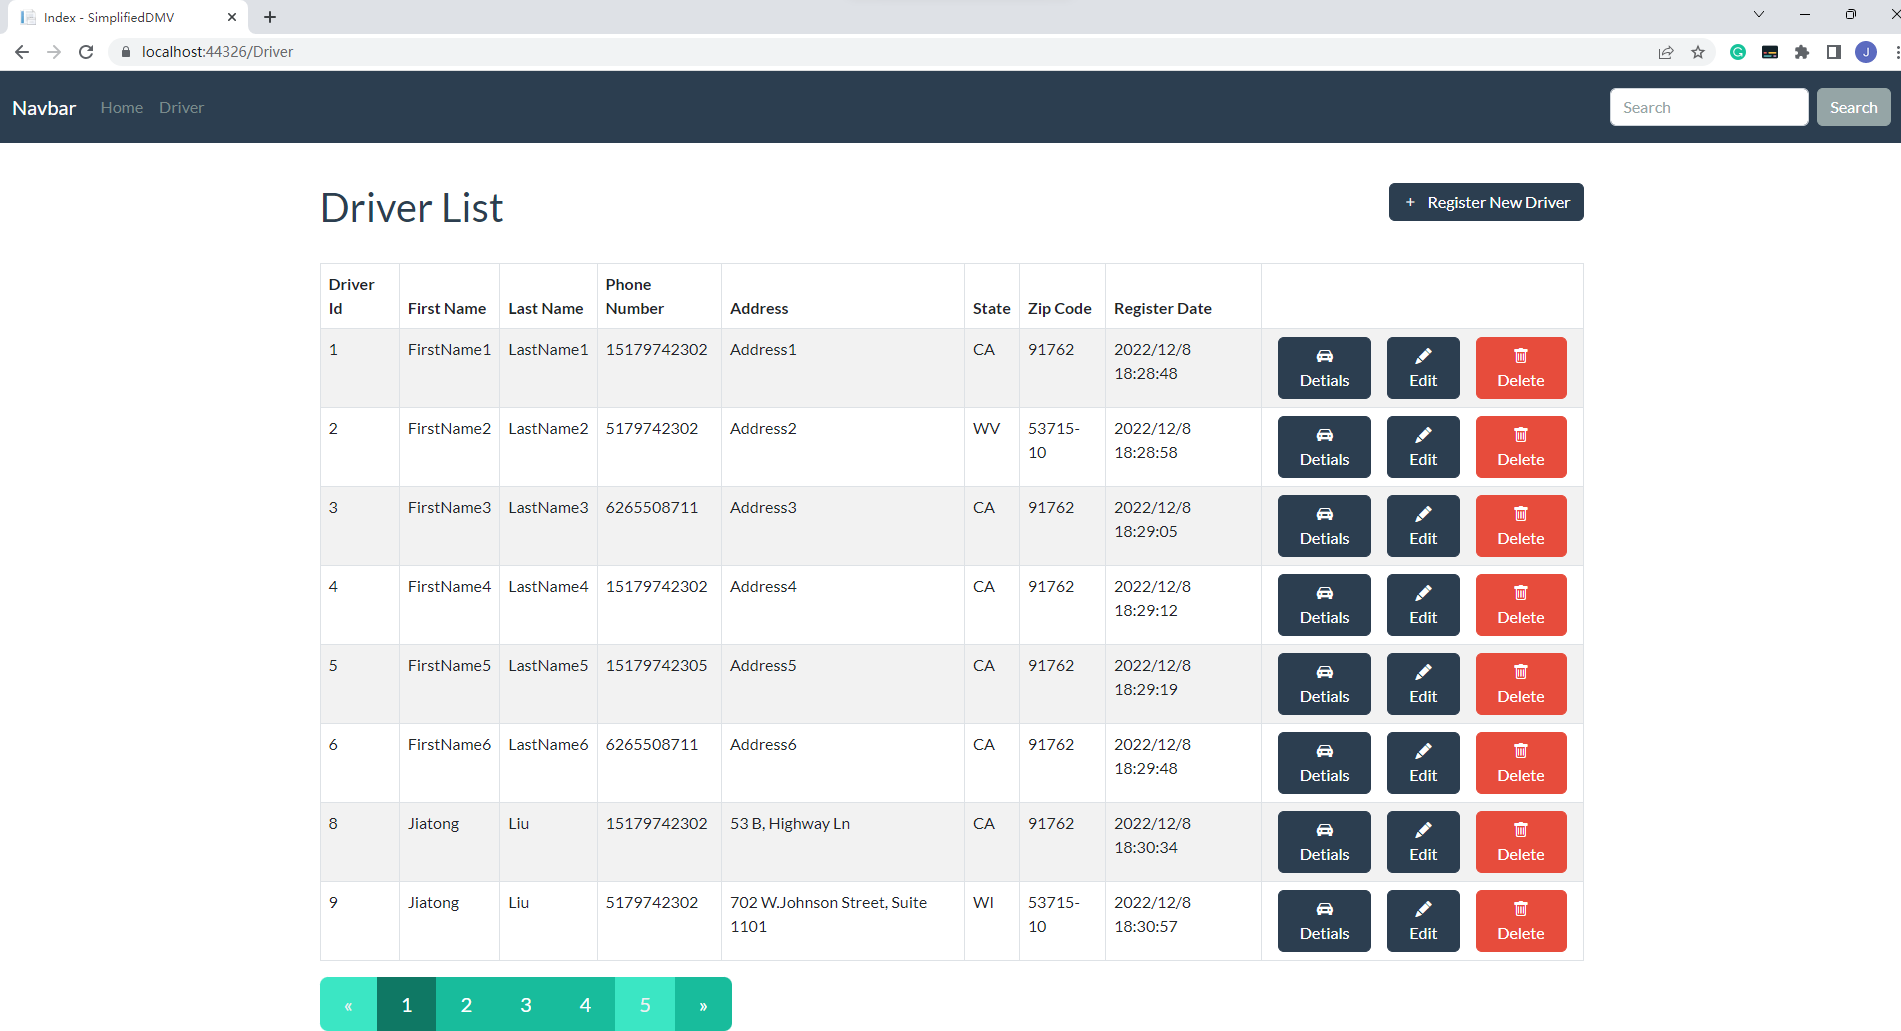 Index - SimplifiedDMV
localhost:44326/Driver
J
Navbar Home Driver Search Search
Driver List
+ Register New Driver
Driver Id First Name Last Name Phone Number Address State Zip Code Register Date
1 FirstName1 LastName1 15179742302 Address1 CA 91762 2022/12/8 18:28:48 Detials Edit Delete
2 FirstName2 LastName2 5179742302 Address2 WV 53715-10 2022/12/8 18:28:58 Detials Edit Delete
3 FirstName3 LastName3 6265508711 Address3 CA 91762 2022/12/8 18:29:05 Detials Edit Delete
4 FirstName4 LastName4 15179742302 Address4 CA 91762 2022/12/8 18:29:12 Detials Edit Delete
5 FirstName5 LastName5 15179742305 Address5 CA 91762 2022/12/8 18:29:19 Detials Edit Delete
6 FirstName6 LastName6 6265508711 Address6 CA 91762 2022/12/8 18:29:48 Detials Edit Delete
8 Jiatong Liu 15179742302 53 B, Highway Ln CA 91762 2022/12/8 18:30:34 Detials Edit Delete
9 Jiatong Liu 5179742302 702 W.Johnson Street, Suite 1101 WI 53715-10 2022/12/8 18:30:57 Detials Edit Delete
« 1 2 3 4 5 »